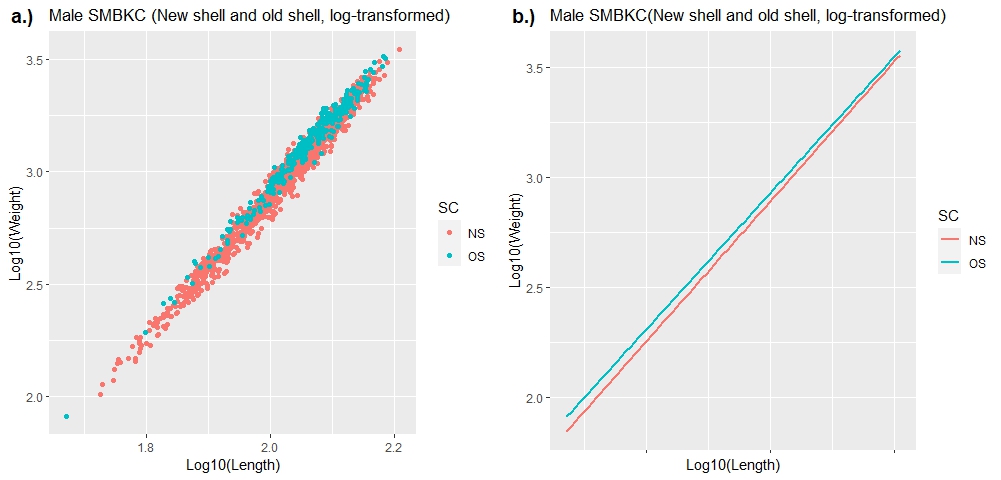 a.) Male SMBKC (New shell and old shell, log-transformed)
Log10(Weight)
3.5
3.0
2.5
2.0
1.8 2.0 2.2
Log10(Length)
SC
NS
OS
b.) Male SMBKC(New shell and old shell, log-transformed)
Log10(Weight)
3.5
3.0
2.5
2.0
Log10(Length)
SC
NS
OS